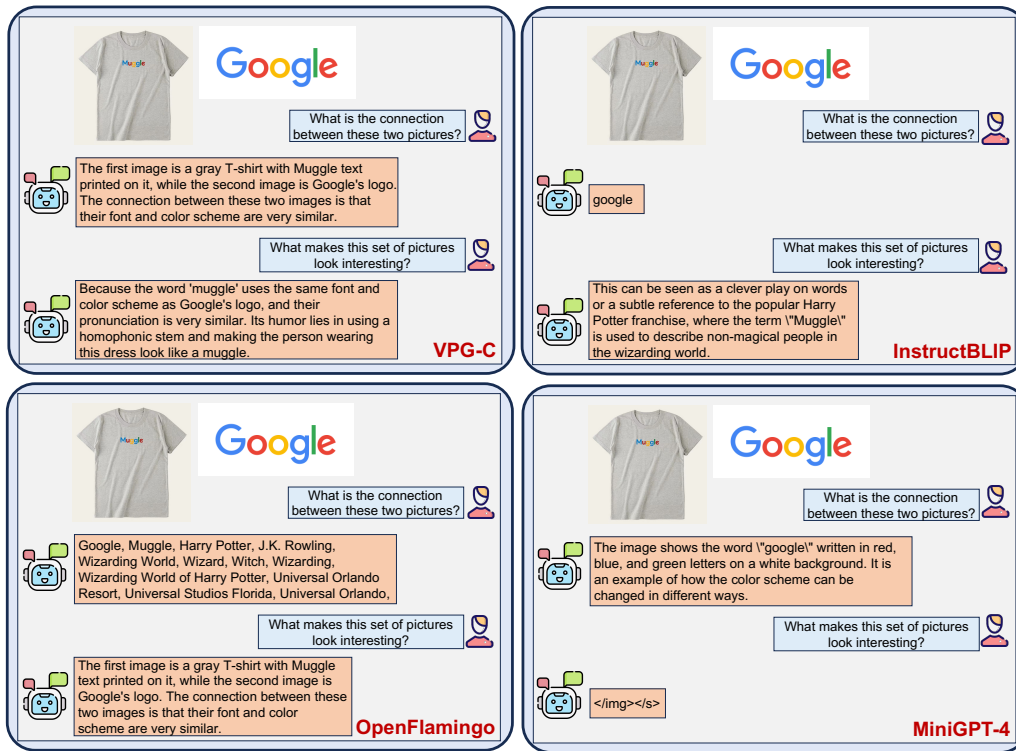 Muggle
Google
What is the connection
between these two pictures?
The first image is a gray T-shirt with Muggle text
printed on it, while the second image is Google's logo.
The connection between these two images is that
their font and color scheme are very similar.
What makes this set of pictures
look interesting?
Because the word 'muggle' uses the same font and
color scheme as Google's logo, and their
pronunciation is very similar. Its humor lies in using a
homophonic stem and making the person wearing
this dress look like a muggle.
VPG-C
Muggle
Google
What is the connection
between these two pictures?
google
What makes this set of pictures
look interesting?
This can be seen as a clever play on words
or a subtle reference to the popular Harry
Potter franchise, where the term \"Muggle\"
is used to describe non-magical people in
the wizarding world.
InstructBLIP
Muggle
Google
What is the connection
between these two pictures?
Google, Muggle, Harry Potter, J.K. Rowling,
Wizarding World, Wizard, Witch, Wizarding,
Wizarding World of Harry Potter, Universal Orlando
Resort, Universal Studios Florida, Universal Orlando,
What makes this set of pictures
look interesting?
The first image is a gray T-shirt with Muggle
text printed on it, while the second image is
Google's logo. The connection between these
two images is that their font and color
scheme are very similar.
OpenFlamingo
Muggle
Google
What is the connection
between these two pictures?
The image shows the word \"google\" written in red,
blue, and green letters on a white background. It is
an example of how the color scheme can be
changed in different ways.
What makes this set of pictures
look interesting?
</img></s>
MiniGPT-4